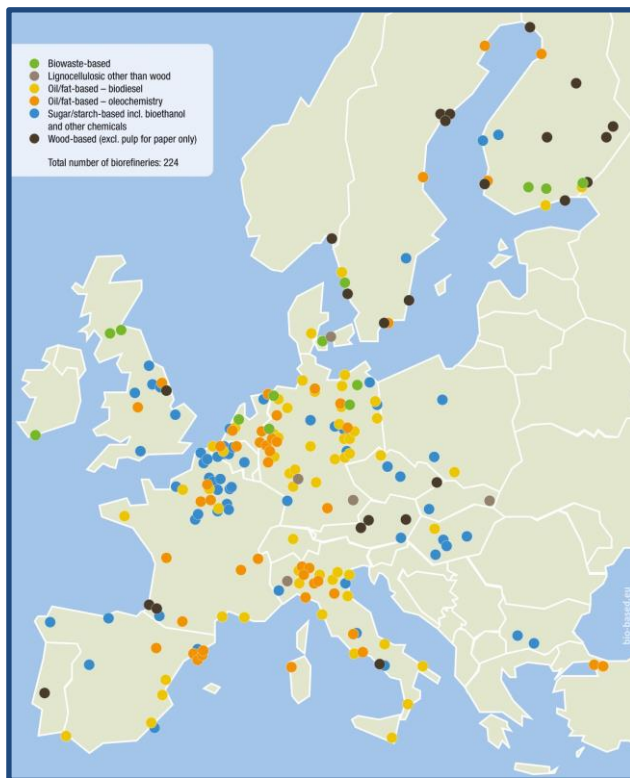 Biowaste-based
Lignocellulosic other than wood
Oil/fat-based – biodiesel
Oil/fat-based – oleochemistry
Sugar/starch-based incl. bioethanol
and other chemicals
Wood-based (excl. pulp for paper only)
Total number of biorefineries: 224
bio-based.eu